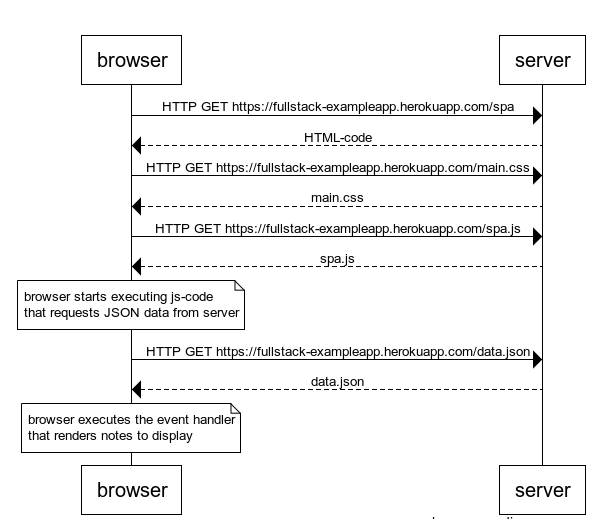 browser
server
HTTP GET https://fullstack-exampleapp.herokuapp.com/spa
HTML-code
HTTP GET https://fullstack-exampleapp.herokuapp.com/main.css
main.css
HTTP GET https://fullstack-exampleapp.herokuapp.com/spa.js
spa.js
browser starts executing js-code
that requests JSON data from server
HTTP GET https://fullstack-exampleapp.herokuapp.com/data.json
data.json
browser executes the event handler
that renders notes to display
browser
server